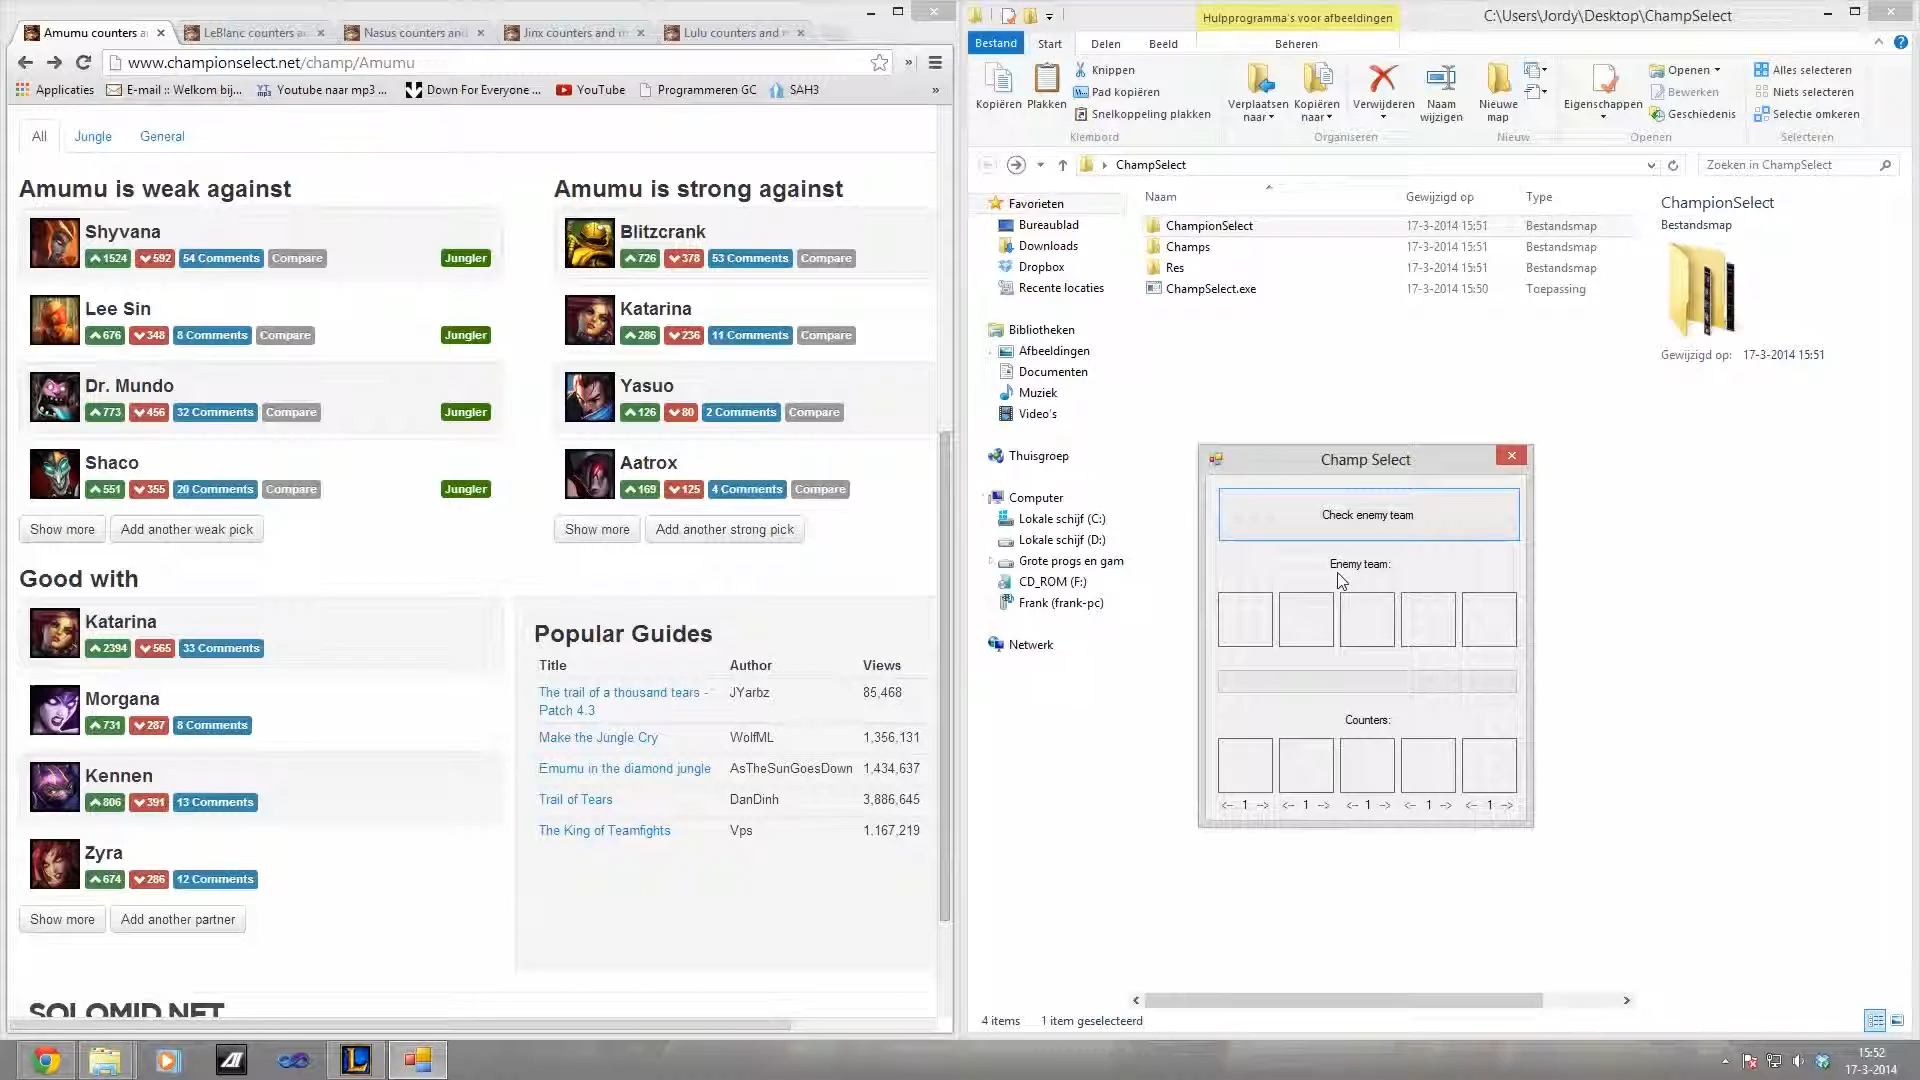 Amumu counters a
LeBlanc counters a
Nasus counters and
Jinx counters and m
Lulu counters and m
www.championselect.net/champ/Amumu
Applicaties
E-mail :: Welkom bij...
Youtube naar mp3 ...
Down For Everyone ...
YouTube
Programmeren GC
SAH3
»
All
Jungle
General
Amumu is weak against
Shyvana
1524 592 54 Comments Compare Jungler
Lee Sin
676 348 8 Comments Compare Jungler
Dr. Mundo
773 456 32 Comments Compare Jungler
Shaco
551 355 20 Comments Compare Jungler
Show more
Add another weak pick
Amumu is strong against
Blitzcrank
726 378 53 Comments Compare
Katarina
286 236 11 Comments Compare
Yasuo
126 80 2 Comments Compare
Aatrox
169 125 4 Comments Compare
Show more
Add another strong pick
Good with
Katarina
2394 565 33 Comments
Morgana
731 287 8 Comments
Kennen
806 391 13 Comments
Zyra
674 286 12 Comments
Show more
Add another partner
Popular Guides
Title Author Views
The trail of a thousand tears - JYarbz 85,468
Patch 4.3
Make the Jungle Cry WolfML 1,356,131
Emumu in the diamond jungle AsTheSunGoesDown 1,434,637
Trail of Tears DanDinh 3,886,645
The King of Teamfights Vps 1,167,219
SOLOMID.NET
Hulpprogramma's voor afbeeldingen
C:\Users\Jordy\Desktop\ChampSelect
Bestand
Start
Delen
Beeld
Beheren
Kopiëren
Plakken
Knippen
Pad kopiëren
Snelkoppeling plakken
Klembord
Verplaatsen naar
Kopiëren naar
Verwijderen
Naam wijzigen
Organiseren
Nieuwe map
Nieuw
Eigenschappen
Openen
Bewerken
Geschiedenis
Openen
Alles selecteren
Niets selecteren
Selectie omkeren
Selecteren
ChampSelect
Zoeken in ChampSelect
Favorieten
Bureaublad
Downloads
Dropbox
Recente locaties
Bibliotheken
Afbeeldingen
Documenten
Muziek
Video's
Thuisgroep
Computer
Lokale schijf (C:)
Lokale schijf (D:)
Grote progs en gam
CD_ROM (F:)
Frank (frank-pc)
Netwerk
Naam Gewijzigd op Type
ChampionSelect 17-3-2014 15:51 Bestandsmap
Champs 17-3-2014 15:51 Bestandsmap
Res 17-3-2014 15:51 Bestandsmap
ChampSelect.exe 17-3-2014 15:50 Toepassing
ChampionSelect
Bestandsmap
Gewijzigd op: 17-3-2014 15:51
Champ Select
Check enemy team
Enemy team:
Counters:
<-- 1 --> <-- 1 --> <-- 1 --> <-- 1 --> <-- 1 -->
4 items 1 item geselecteerd
15:52
17-3-2014